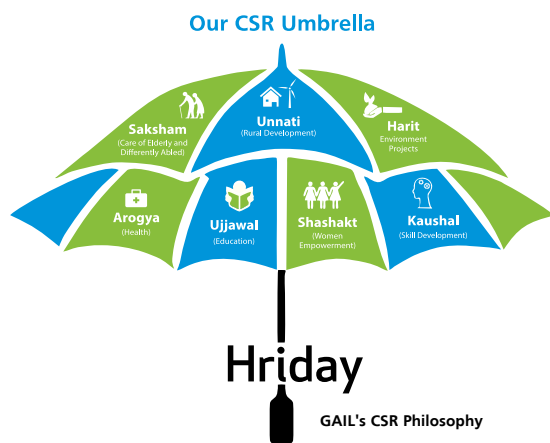 Our CSR Umbrella
Saksham
(Care of Elderly and
Differently Abled)
Unnati
(Rural Development)
Harit
Environment
Projects
Arogya
(Health)
Ujjawal
(Education)
Shashakt
(Women
Empowerment)
Kaushal
(Skill Development)
Hriday
GAIL's CSR Philosophy